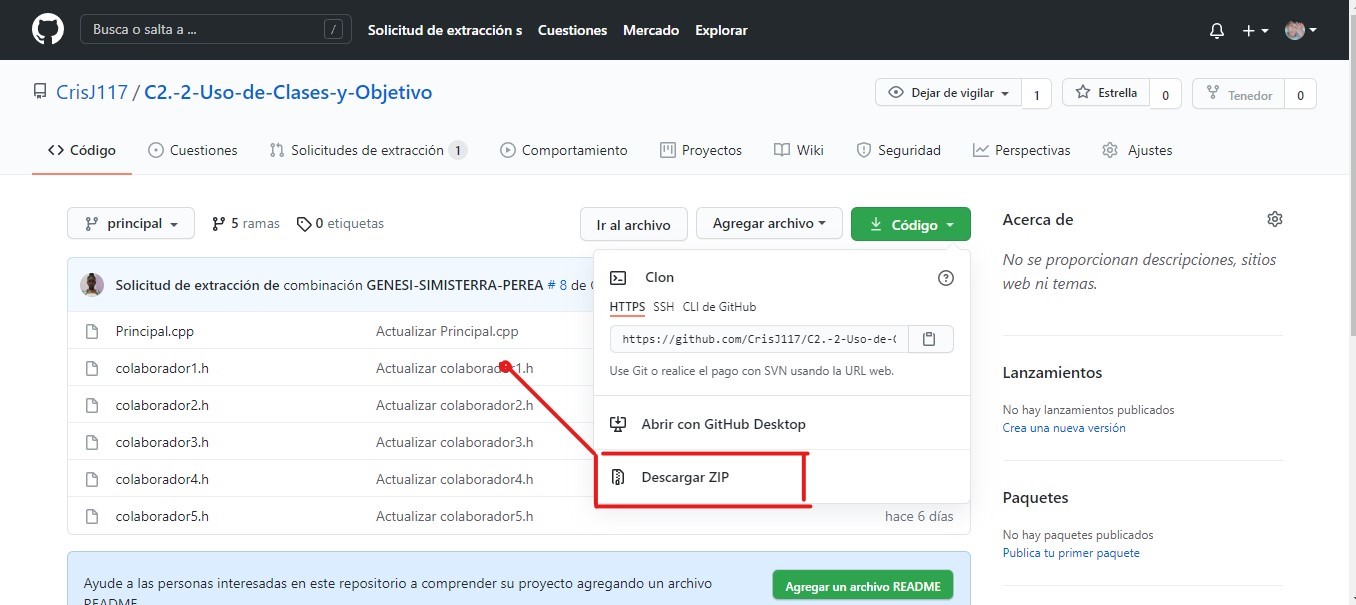 Busca o salta a ... /
Solicitud de extracción s Cuestiones Mercado Explorar
CrisJ117 / C2.-2-Uso-de-Clases-y-Objetivo
Dejar de vigilar 1 Estrella 0 Tenedor 0
Código Cuestiones Solicitudes de extracción 1 Comportamiento Proyectos Wiki Seguridad Perspectivas Ajustes
principal 5 ramas 0 etiquetas
Ir al archivo Agregar archivo Código
Solicitud de extracción de combinación GENESI-SIMISTERRA-PEREA # 8 de
Principal.cpp Actualizar Principal.cpp
colaborador1.h Actualizar colaborador1.h
colaborador2.h Actualizar colaborador2.h
colaborador3.h Actualizar colaborador3.h
colaborador4.h Actualizar colaborador4.h
colaborador5.h Actualizar colaborador5.h hace 6 días
Clon
HTTPS SSH CLI de GitHub
https://github.com/CrisJ117/C2.-2-Uso-de-C
Use Git o realice el pago con SVN usando la URL web.
Abrir con GitHub Desktop
Descargar ZIP
Ayude a las personas interesadas en este repositorio a comprender su proyecto agregando un archivo
README.
Agregar un archivo README
Acerca de
No se proporcionan descripciones, sitios
web ni temas.
Lanzamientos
No hay lanzamientos publicados
Crea una nueva versión
Paquetes
No hay paquetes publicados
Publica tu primer paquete